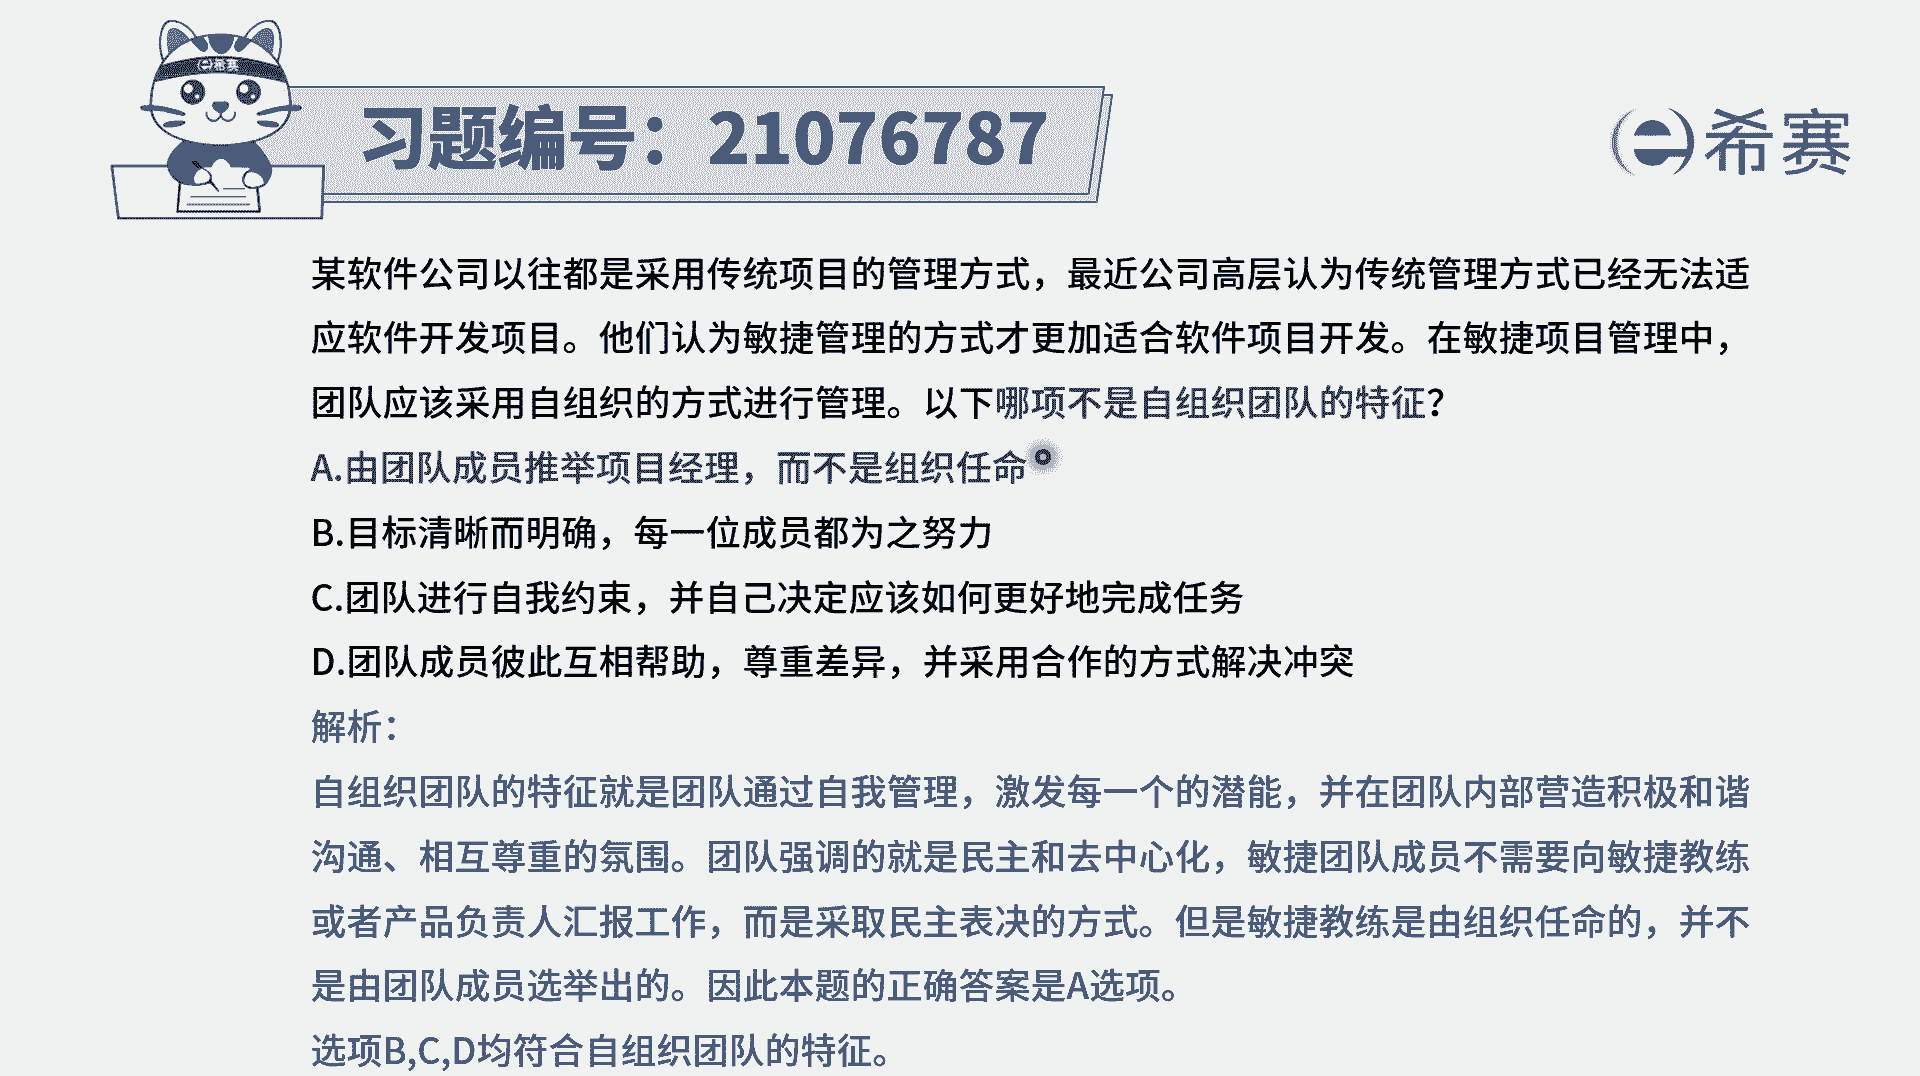 希赛
习题编号：21076787
希赛
某软件公司以往都是采用传统项目的管理方式，最近公司高层认为传统管理方式已经无法适
应软件开发项目。他们认为敏捷管理的方式才更加适合软件项目开发。在敏捷项目管理中，
团队应该采用自组织的方式进行管理。以下哪项不是自组织团队的特征？
A.由团队成员推举项目经理，而不是组织任命
B.目标清晰而明确，每一位成员都为之努力
C.团队进行自我约束，并自己决定应该如何更好地完成任务
D.团队成员彼此互相帮助，尊重差异，并采用合作的方式解决冲突
解析：
自组织团队的特征就是团队通过自我管理，激发每一个的潜能，并在团队内部营造积极和谐
沟通、相互尊重的氛围。团队强调的就是民主和去中心化，敏捷团队成员不需要向敏捷教练
或者产品负责人汇报工作，而是采取民主表决的方式。但是敏捷教练是由组织任命的，并不
是由团队成员选举出的。因此本题的正确答案是A选项。
选项B,C,D均符合自组织团队的特征。